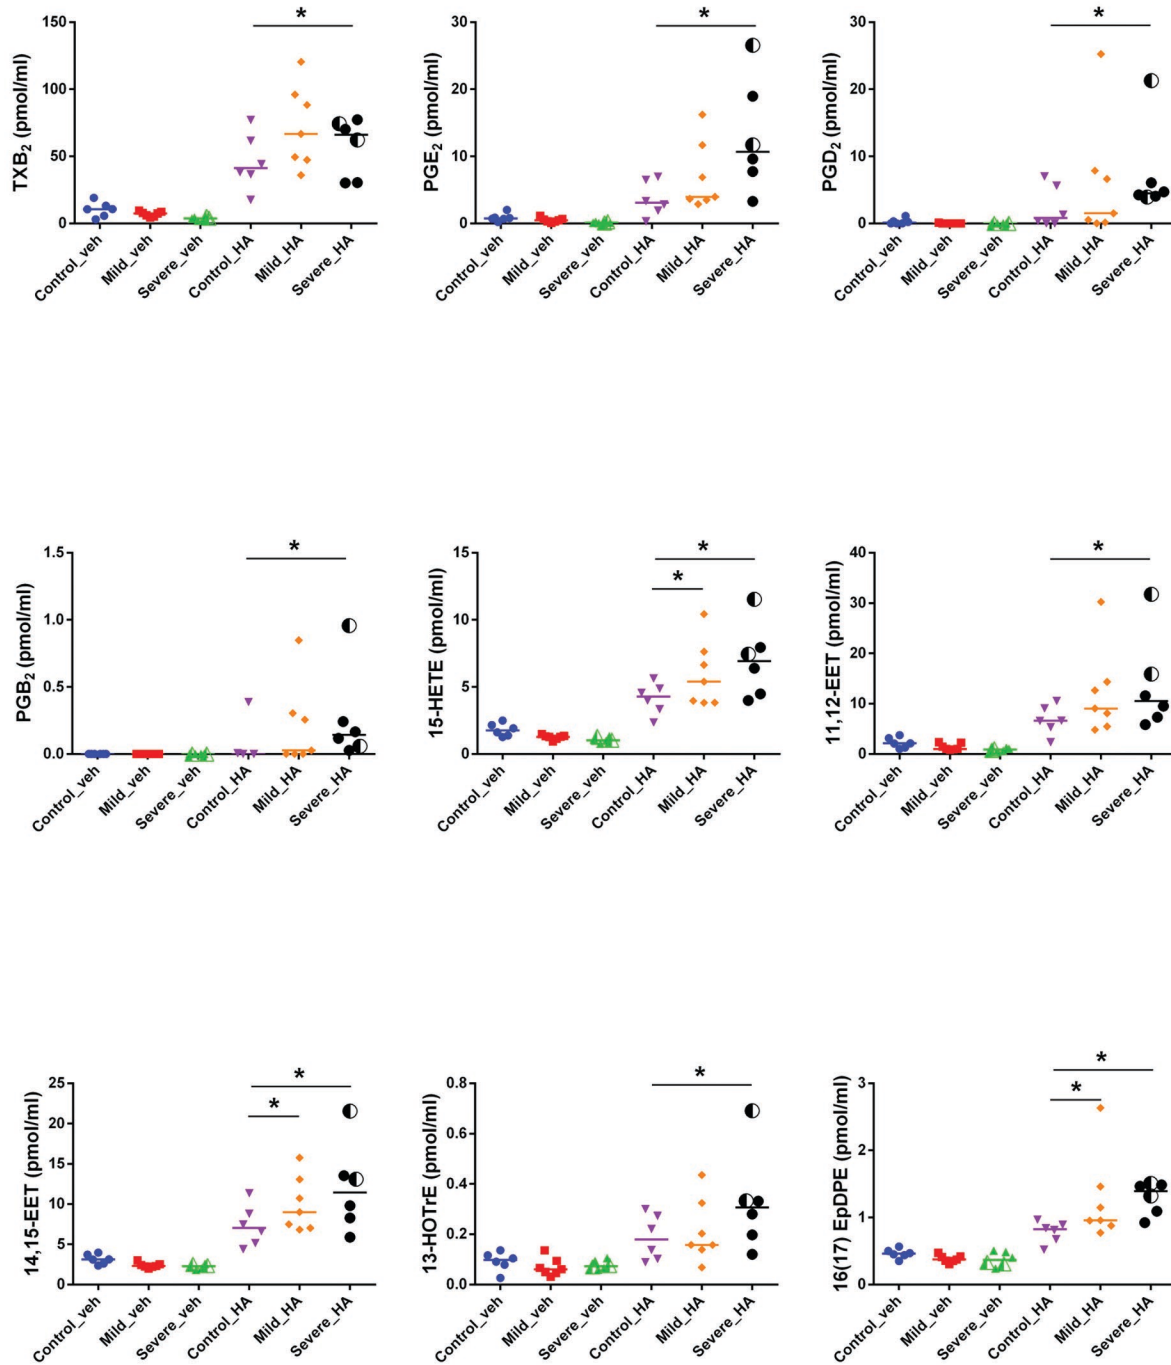 TXB2 (pmol/ml)
150
100
50
0
*
Control_veh
Mild_veh
Severe_veh
Control_HA
Mild_HA
Severe_HA
PGE2 (pmol/ml)
30
20
10
0
*
Control_veh
Mild_veh
Severe_veh
Control_HA
Mild_HA
Severe_HA
PGD2 (pmol/ml)
30
20
10
0
*
Control_veh
Mild_veh
Severe_veh
Control_HA
Mild_HA
Severe_HA
PGB2 (pmol/ml)
1.5
1.0
0.5
0.0
*
Control_veh
Mild_veh
Severe_veh
Control_HA
Mild_HA
Severe_HA
15-HETE (pmol/ml)
15
10
5
0
*
*
Control_veh
Mild_veh
Severe_veh
Control_HA
Mild_HA
Severe_HA
11,12-EET (pmol/ml)
40
30
20
10
0
*
Control_veh
Mild_veh
Severe_veh
Control_HA
Mild_HA
Severe_HA
14,15-EET (pmol/ml)
25
20
15
10
5
0
*
*
Control_veh
Mild_veh
Severe_veh
Control_HA
Mild_HA
Severe_HA
13-HOTrE (pmol/ml)
0.8
0.6
0.4
0.2
0.0
*
Control_veh
Mild_veh
Severe_veh
Control_HA
Mild_HA
Severe_HA
16(17) EpDPE (pmol/ml)
3
2
1
0
*
*
Control_veh
Mild_veh
Severe_veh
Control_HA
Mild_HA
Severe_HA